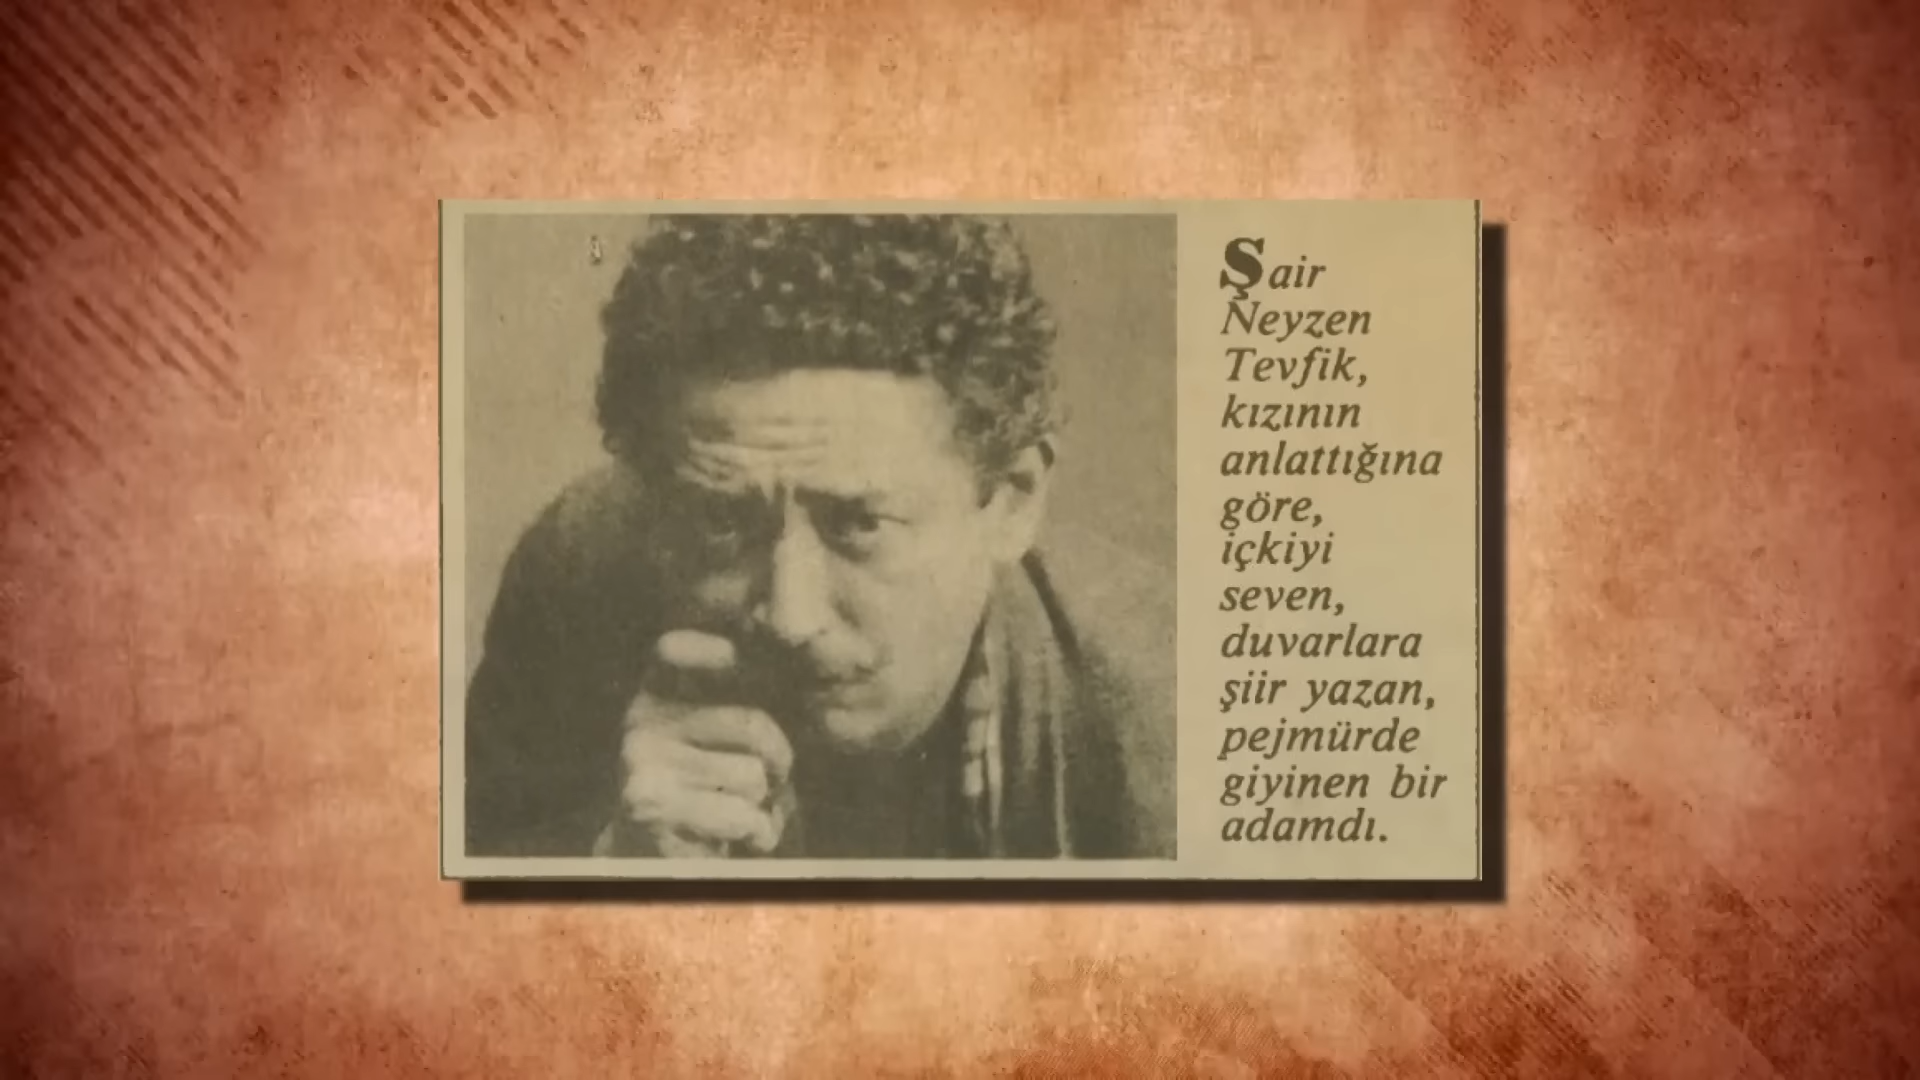 Şair
Neyzen
Tevfik,
kızının
anlattığına
göre,
içkiyi
seven,
duvarlara
şiir yazan,
pejmürde
giyinen bir
adamdı.